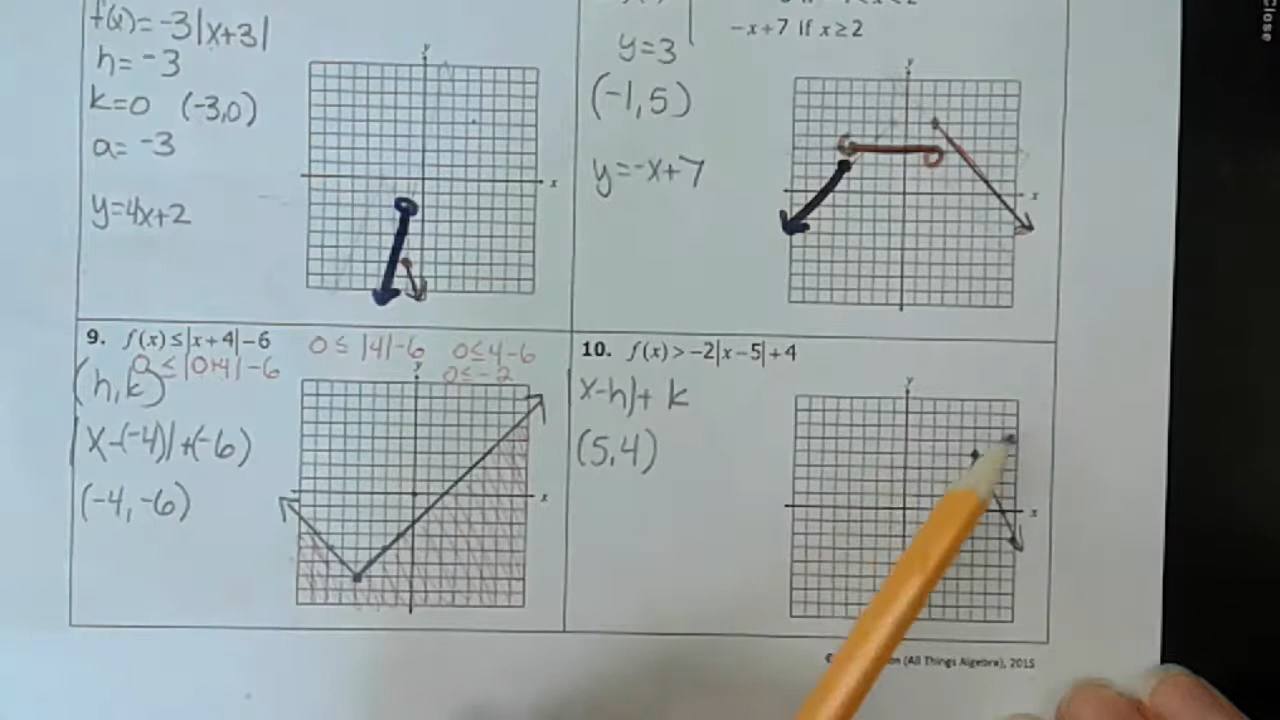 f(x)=-3|x+3|
h=-3
k=0 (-3,0)
a=-3
y=4x+2
y
x
y=3
(-1,5)
y=-x+7
-x+7 if x≥2
y
x
9. f(x)≤|x+4|-6
0≤|0+4|-6
0≤|4|-6 0≤4-6
0≤-2
(h,k)
|x-(-4)|+(-6)
(-4,-6)
y
x
10. f(x)>-2|x-5|+4
x-h|+ k
(5,4)
y
x
(All Things Algebra), 2015
Close